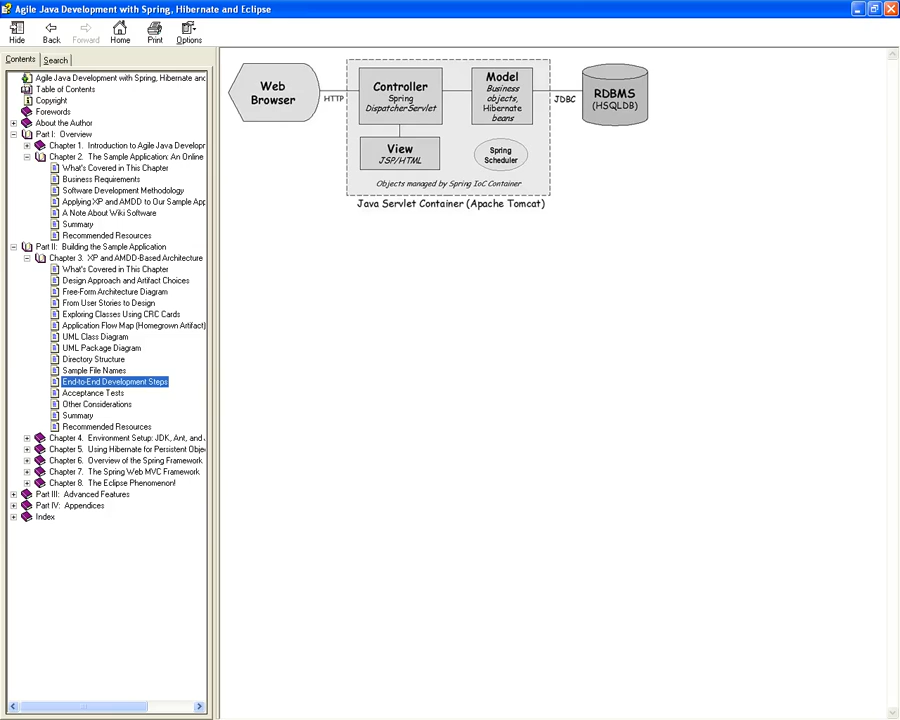 Agile Java Development with Spring, Hibernate and Eclipse
Hide
Back
Forward
Home
Print
Options
Contents
Search
Agile Java Development with Spring, Hibernate anc
Table of Contents
Copyright
Forewords
About the Author
Part I: Overview
Chapter 1. Introduction to Agile Java Developr
Chapter 2. The Sample Application: An Online
What's Covered in This Chapter
Business Requirements
Software Development Methodology
Applying XP and AMDD to Our Sample App
A Note About Wiki Software
Summary
Recommended Resources
Part II: Building the Sample Application
Chapter 3. XP and AMDD-Based Architecture
What's Covered in This Chapter
Design Approach and Artifact Choices
Free-Form Architecture Diagram
From User Stories to Design
Exploring Classes Using CRC Cards
Application Flow Map (Homegrown Artifact)
UML Class Diagram
UML Package Diagram
Directory Structure
Sample File Names
End-to-End Development Steps
Acceptance Tests
Other Considerations
Summary
Recommended Resources
Chapter 4. Environment Setup: JDK, Ant, and
Chapter 5. Using Hibernate for Persistent Obje
Chapter 6. Overview of the Spring Framework
Chapter 7. The Spring Web MVC Framework
Chapter 8. The Eclipse Phenomenon!
Part III: Advanced Features
Part IV: Appendices
Index
Web
Browser
HTTP
Controller
Spring
DispatcherServlet
View
JSP/HTML
Model
Business
objects,
Hibernate
beans
Spring
Scheduler
Objects managed by Spring IoC Container
JDBC
RDBMS
(HSQLDB)
Java Servlet Container (Apache Tomcat)